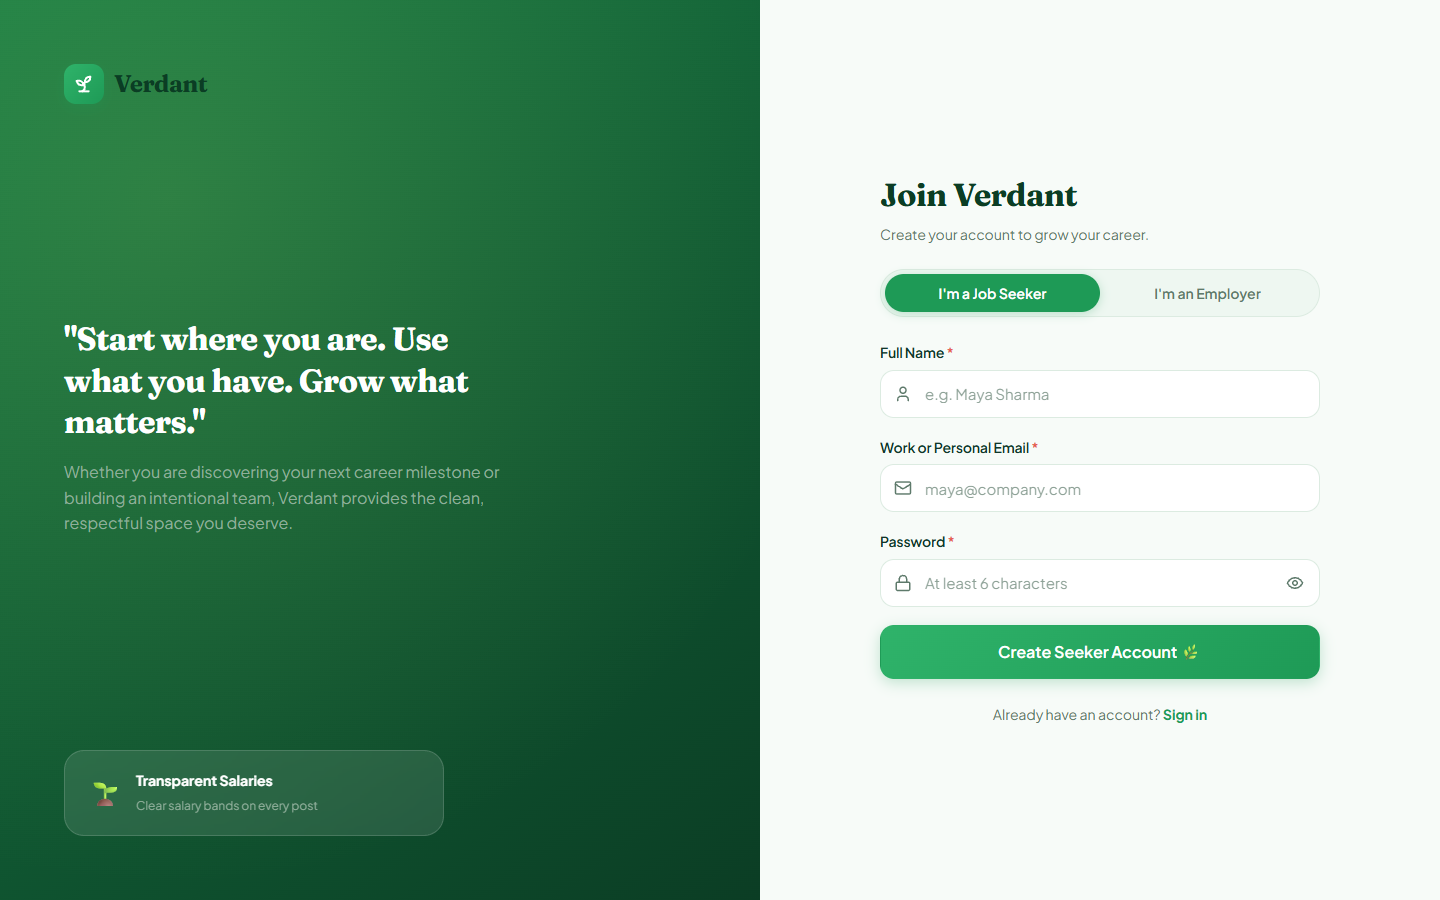 Verdant
"Start where you are. Use
what you have. Grow what
matters."
Whether you are discovering your next career milestone or
building an intentional team, Verdant provides the clean,
respectful space you deserve.
Transparent Salaries
Clear salary bands on every post
Join Verdant
Create your account to grow your career.
I'm a Job Seeker
I'm an Employer
Full Name *
e.g. Maya Sharma
Work or Personal Email *
maya@company.com
Password *
At least 6 characters
Create Seeker Account
Already have an account? Sign in